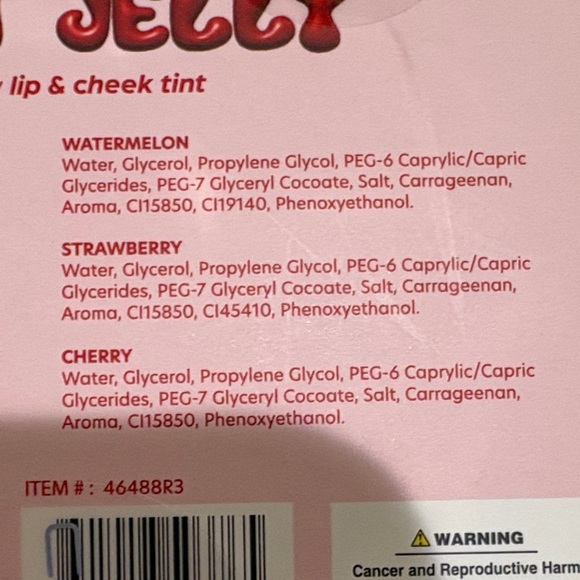 JELLY
lip & cheek tint
WATERMELON
Water, Glycerol, Propylene Glycol, PEG-6 Caprylic/Capric
Glycerides, PEG-7 Glyceryl Cocoate, Salt, Carrageenan,
Aroma, CI15850, CI19140, Phenoxyethanol.
STRAWBERRY
Water, Glycerol, Propylene Glycol, PEG-6 Caprylic/Capric
Glycerides, PEG-7 Glyceryl Cocoate, Salt, Carrageenan,
Aroma, CI15850, CI45410, Phenoxyethanol.
CHERRY
Water, Glycerol, Propylene Glycol, PEG-6 Caprylic/Capric
Glycerides, PEG-7 Glyceryl Cocoate, Salt, Carrageenan,
Aroma, CI15850, Phenoxyethanol.
ITEM # : 46488R3
WARNING
Cancer and Reproductive Harm